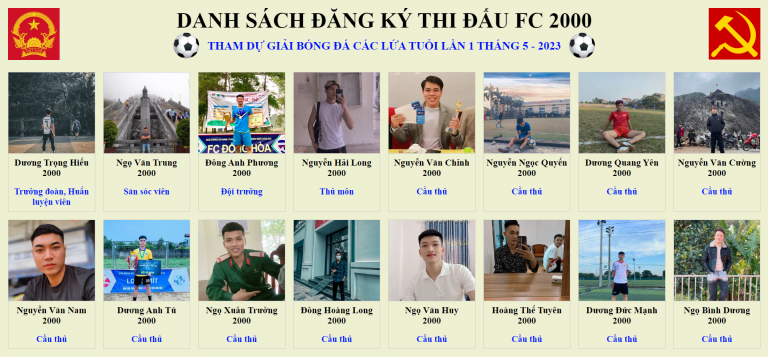 DANH SÁCH ĐĂNG KÝ THI ĐẤU FC 2000
THAM DỰ GIẢI BÓNG ĐÁ CÁC LỨA TUỔI LẦN 1 THÁNG 5 - 2023
Dương Trọng Hiếu
2000
Trưởng đoàn, Huấn
luyện viên
Ngọ Văn Trung
2000
Săn sóc viên
FC ĐÔNG HÒA
Đồng Anh Phương
2000
Đội trưởng
Nguyễn Hải Long
2000
Thủ môn
Nguyễn Văn Chinh
2000
Cầu thủ
Nguyễn Ngọc Quyến
2000
Cầu thủ
Dương Quang Yên
2000
Cầu thủ
Nguyễn Văn Cường
2000
Cầu thủ
Nguyễn Văn Nam
2000
Cầu thủ
Dương Anh Tú
2000
Cầu thủ
Ngọ Xuân Trường
2000
Cầu thủ
Đồng Hoàng Long
2000
Cầu thủ
Ngọ Văn Huy
2000
Cầu thủ
Hoàng Thế Tuyên
2000
Cầu thủ
Dương Đức Mạnh
2000
Cầu thủ
Ngọ Bình Dương
2000
Cầu thủ